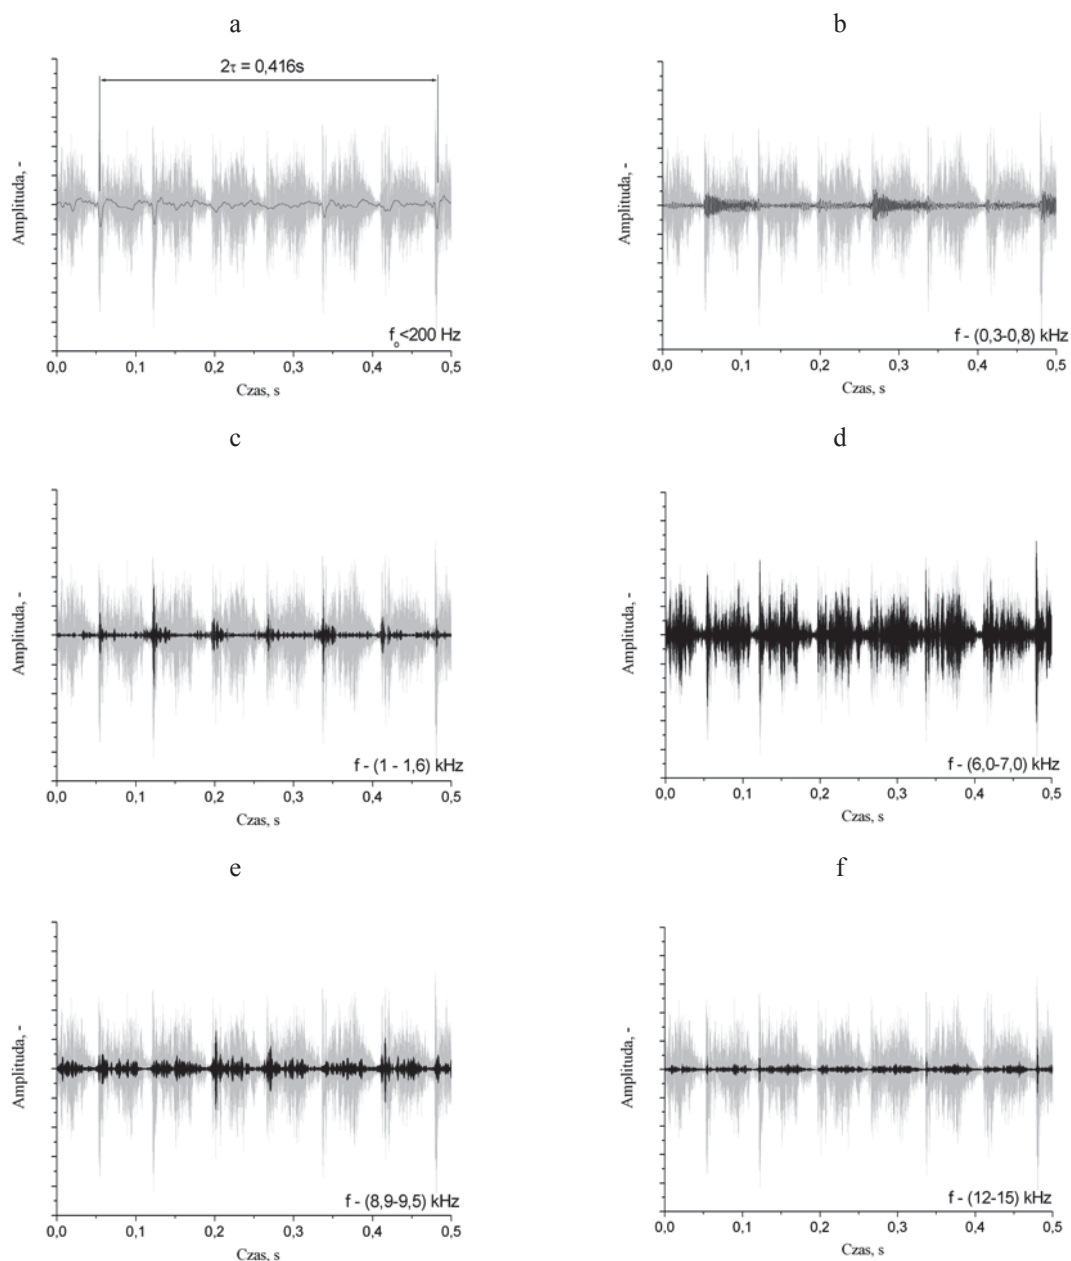 a
2τ = 0,416s
Amplituda, -
f₀<200 Hz
0,0 0,1 0,2 0,3 0,4 0,5
Czas, s
b
Amplituda, -
f - (0,3-0,8) kHz
0,0 0,1 0,2 0,3 0,4 0,5
Czas, s
c
Amplituda, -
f - (1 - 1,6) kHz
0,0 0,1 0,2 0,3 0,4 0,5
Czas, s
d
Amplituda, -
f - (6,0-7,0) kHz
0,0 0,1 0,2 0,3 0,4 0,5
Czas, s
e
Amplituda, -
f - (8,9-9,5) kHz
0,0 0,1 0,2 0,3 0,4 0,5
Czas, s
f
Amplituda, -
f - (12-15) kHz
0,0 0,1 0,2 0,3 0,4 0,5
Czas, s